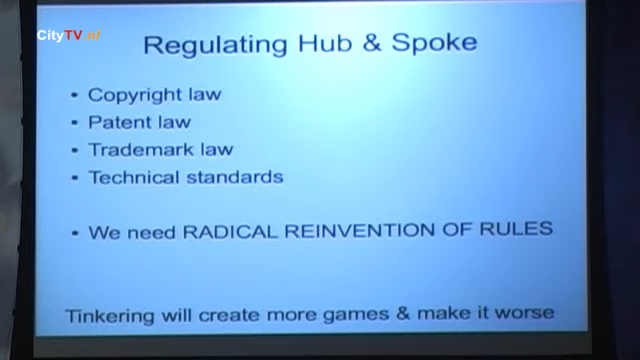 CityTV.nl
Regulating Hub & Spoke
• Copyright law
• Patent law
• Trademark law
• Technical standards
• We need RADICAL REINVENTION OF RULES
Tinkering will create more games & make it worse